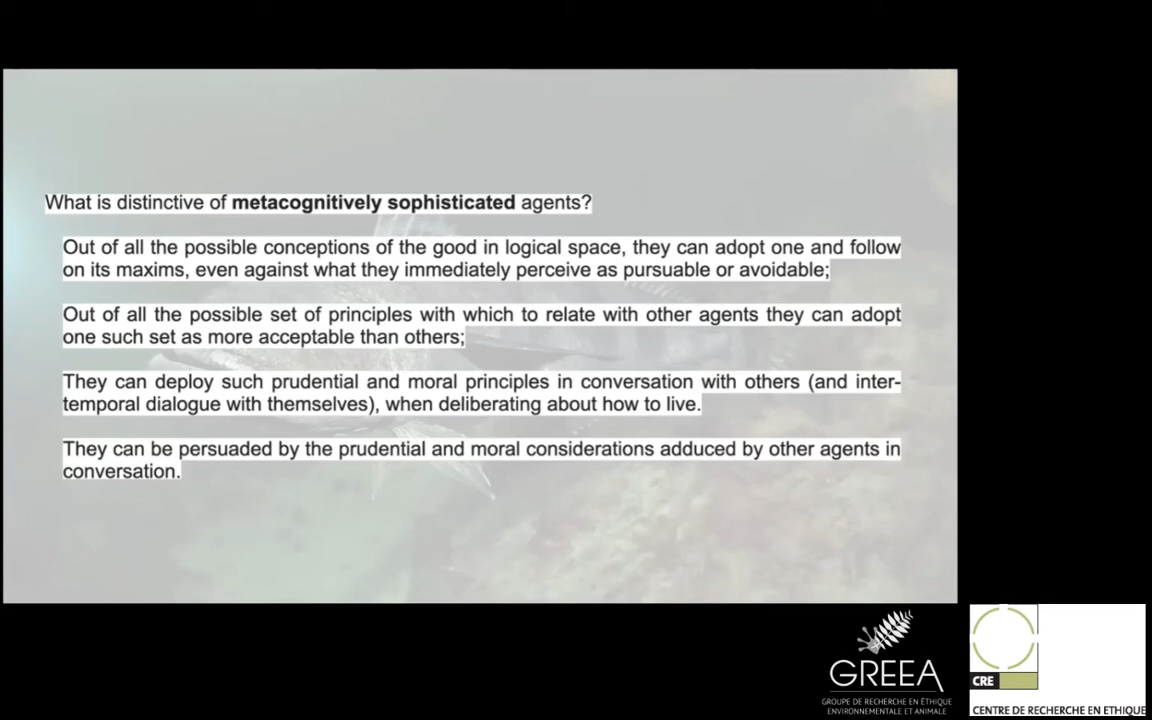 What is distinctive of metacognitively sophisticated agents?
Out of all the possible conceptions of the good in logical space, they can adopt one and follow
on its maxims, even against what they immediately perceive as pursuable or avoidable;
Out of all the possible set of principles with which to relate with other agents they can adopt
one such set as more acceptable than others;
They can deploy such prudential and moral principles in conversation with others (and inter-
temporal dialogue with themselves), when deliberating about how to live.
They can be persuaded by the prudential and moral considerations adduced by other agents in
conversation.
GREEA
GROUPE DE RECHERCHE EN ÉTHIQUE
ENVIRONNEMENTALE ET ANIMALE
CRE
CENTRE DE RECHERCHE EN ETHIQUE